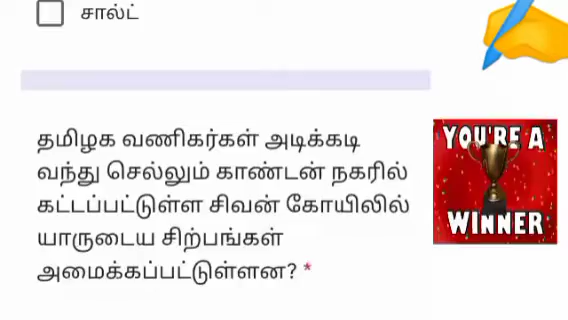 சால்ட்
தமிழக வணிகர்கள் அடிக்கடி
வந்து செல்லும் காண்டன் நகரில்
கட்டப்பட்டுள்ள சிவன் கோயிலில்
யாருடைய சிற்பங்கள்
அமைக்கப்பட்டுள்ளன? *
YOU'RE A
WINNER